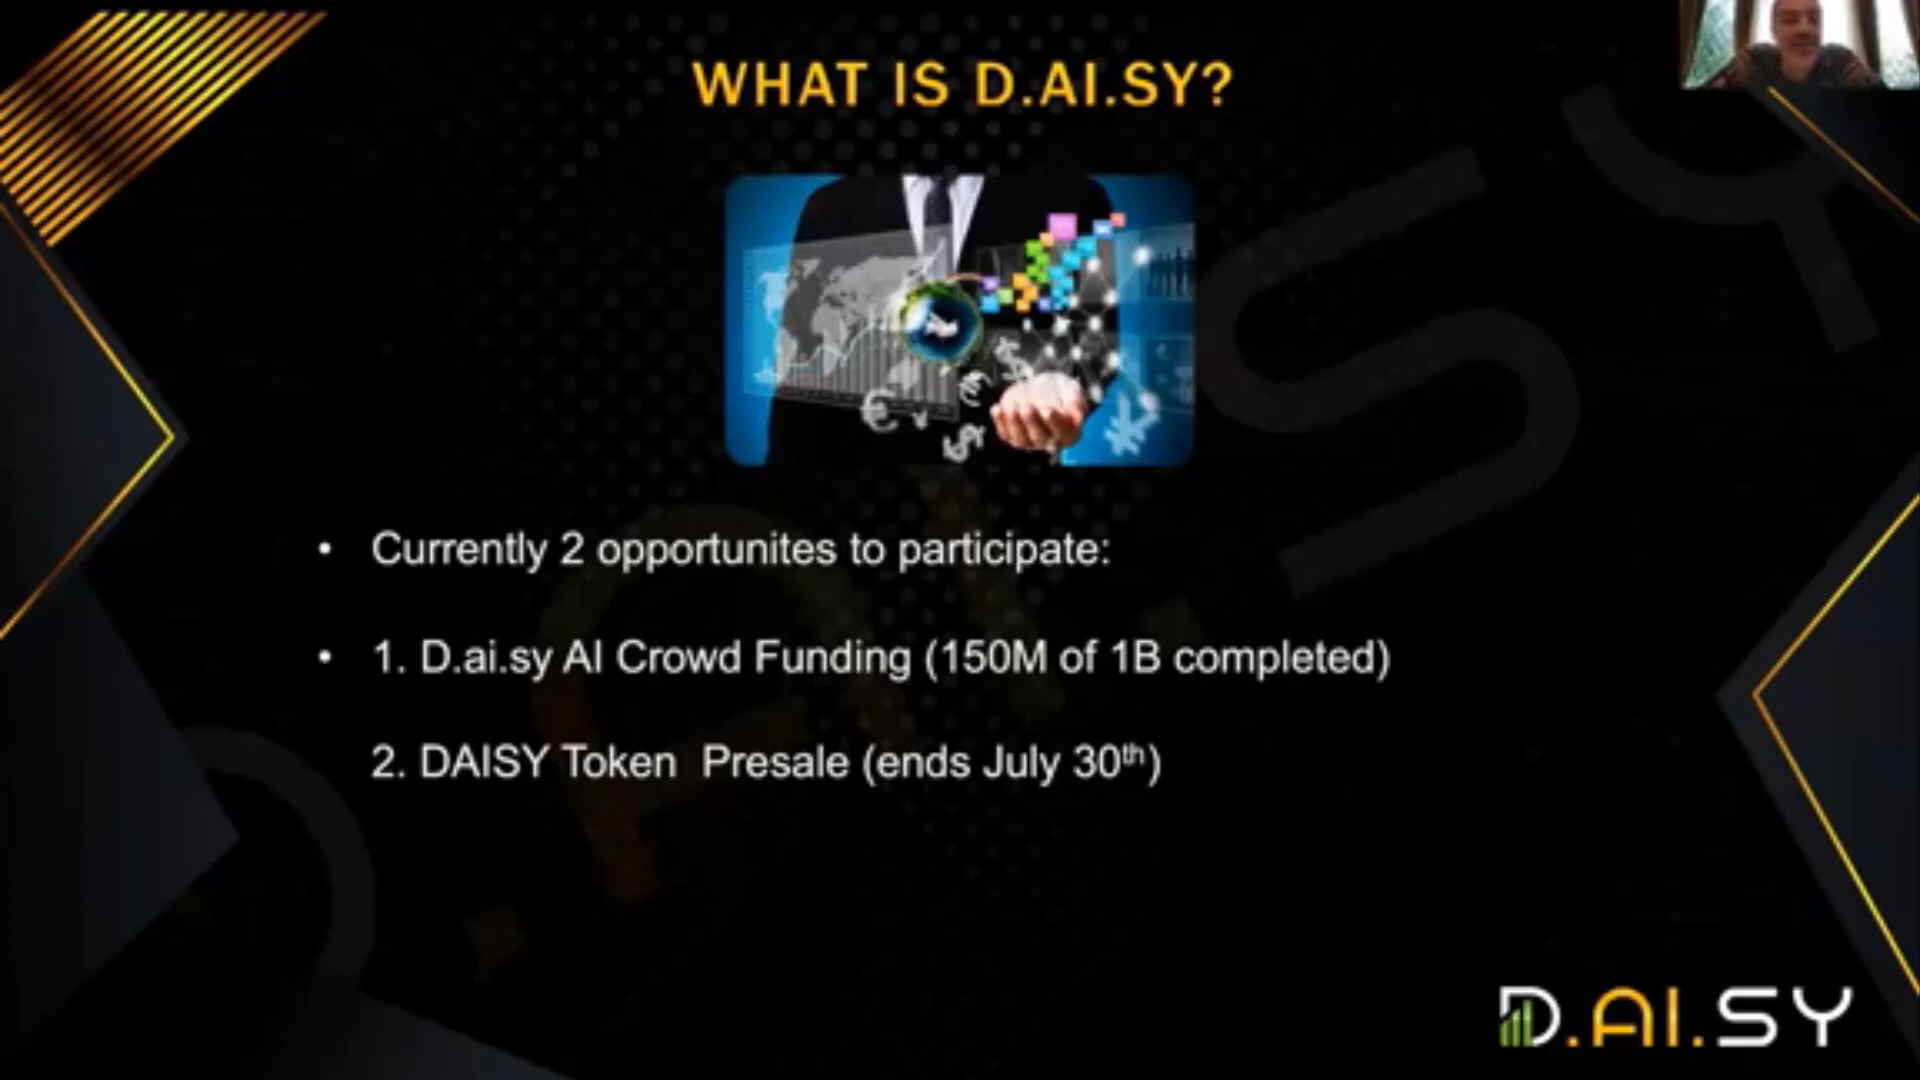 WHAT IS D.AI.SY?
• Currently 2 opportunites to participate:
• 1. D.ai.sy AI Crowd Funding (150M of 1B completed)
2. DAISY Token Presale (ends July 30th)
D.AI.SY